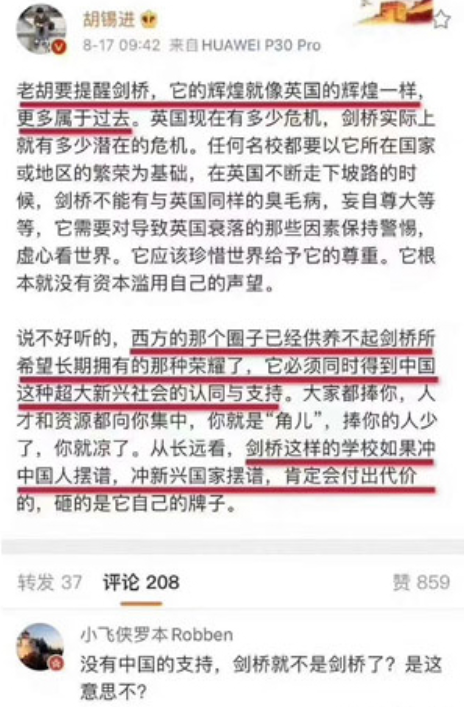 胡锡进
8-17 09:42 来自HUAWEI P30 Pro
老胡要提醒剑桥，它的辉煌就像英国的辉煌一样，
更多属于过去。英国现在有多少危机，剑桥实际上
就有多少潜在的危机。任何名校都要以它所在国家
或地区的繁荣为基础，在英国不断走下坡路的时
候，剑桥不能有与英国同样的臭毛病，妄自尊大等
等，它需要对导致英国衰落的那些因素保持警惕，
虚心看世界。它应该珍惜世界给予它的尊重。它根
本就没有资本滥用自己的声望。
说不好听的，西方的那个圈子已经供养不起剑桥所
希望长期拥有的那种荣耀了，它必须同时得到中国
这种超大新兴社会的认同与支持。大家都捧你，人
才和资源都向你集中，你就是“角儿”，捧你的人少
了，你就凉了。从长远看，剑桥这样的学校如果冲
中国人摆谱，冲新兴国家摆谱，肯定会付出代价
的，砸的是它自己的牌子。
转发 37 评论 208 赞 859
小飞侠罗本Robben
没有中国的支持，剑桥就不是剑桥了？是这
意思不？